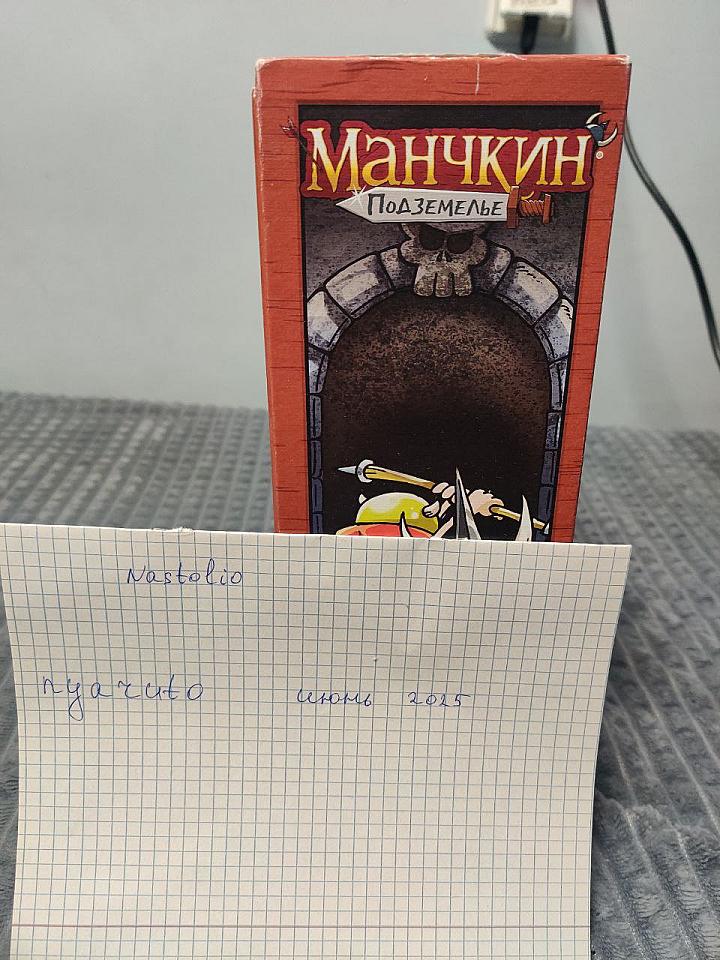 Манчкин
Подземелье
Nastolio
nyaruto июнь 2025